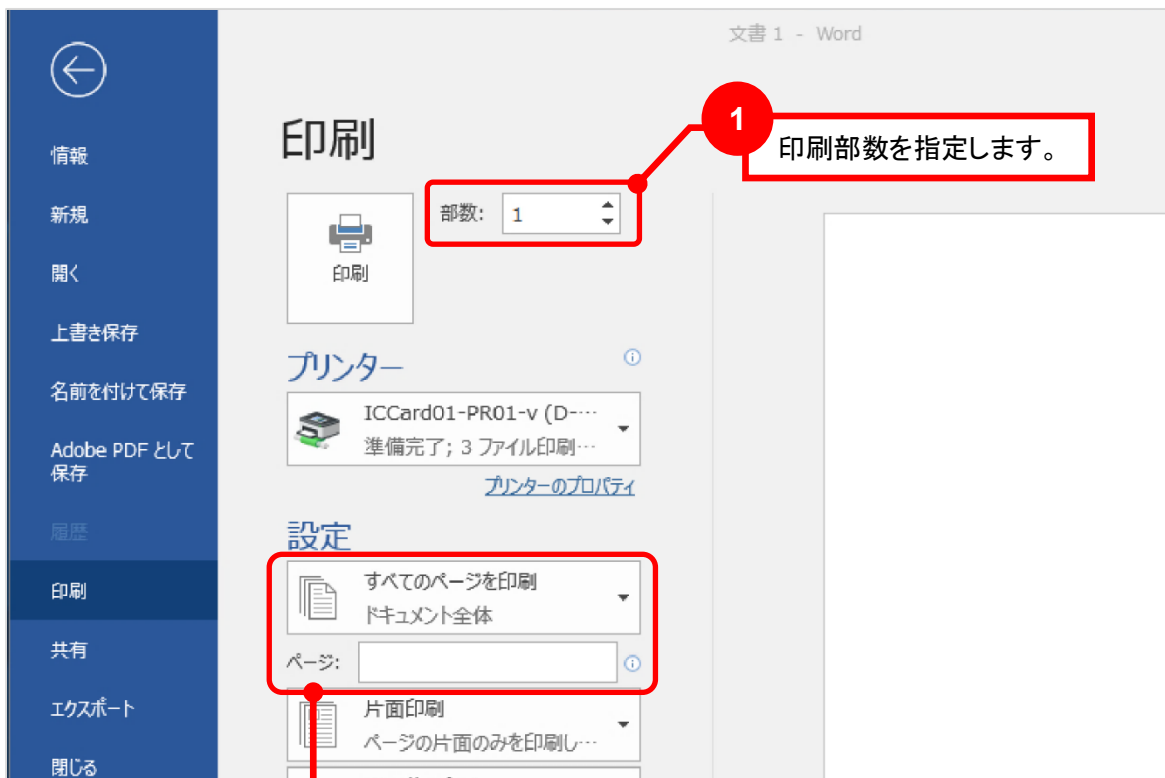 文書 1 - Word
情報
新規
開く
上書き保存
名前を付けて保存
Adobe PDF として
保存
履歴
印刷
共有
エクスポート
閉じる
印刷
1
印刷部数を指定します。
部数: 1
印刷
プリンター
ICCard01-PR01-v (D-…
準備完了; 3 ファイル印刷…
プリンターのプロパティ
設定
すべてのページを印刷
ドキュメント全体
ページ:
片面印刷
ページの片面のみを印刷し…